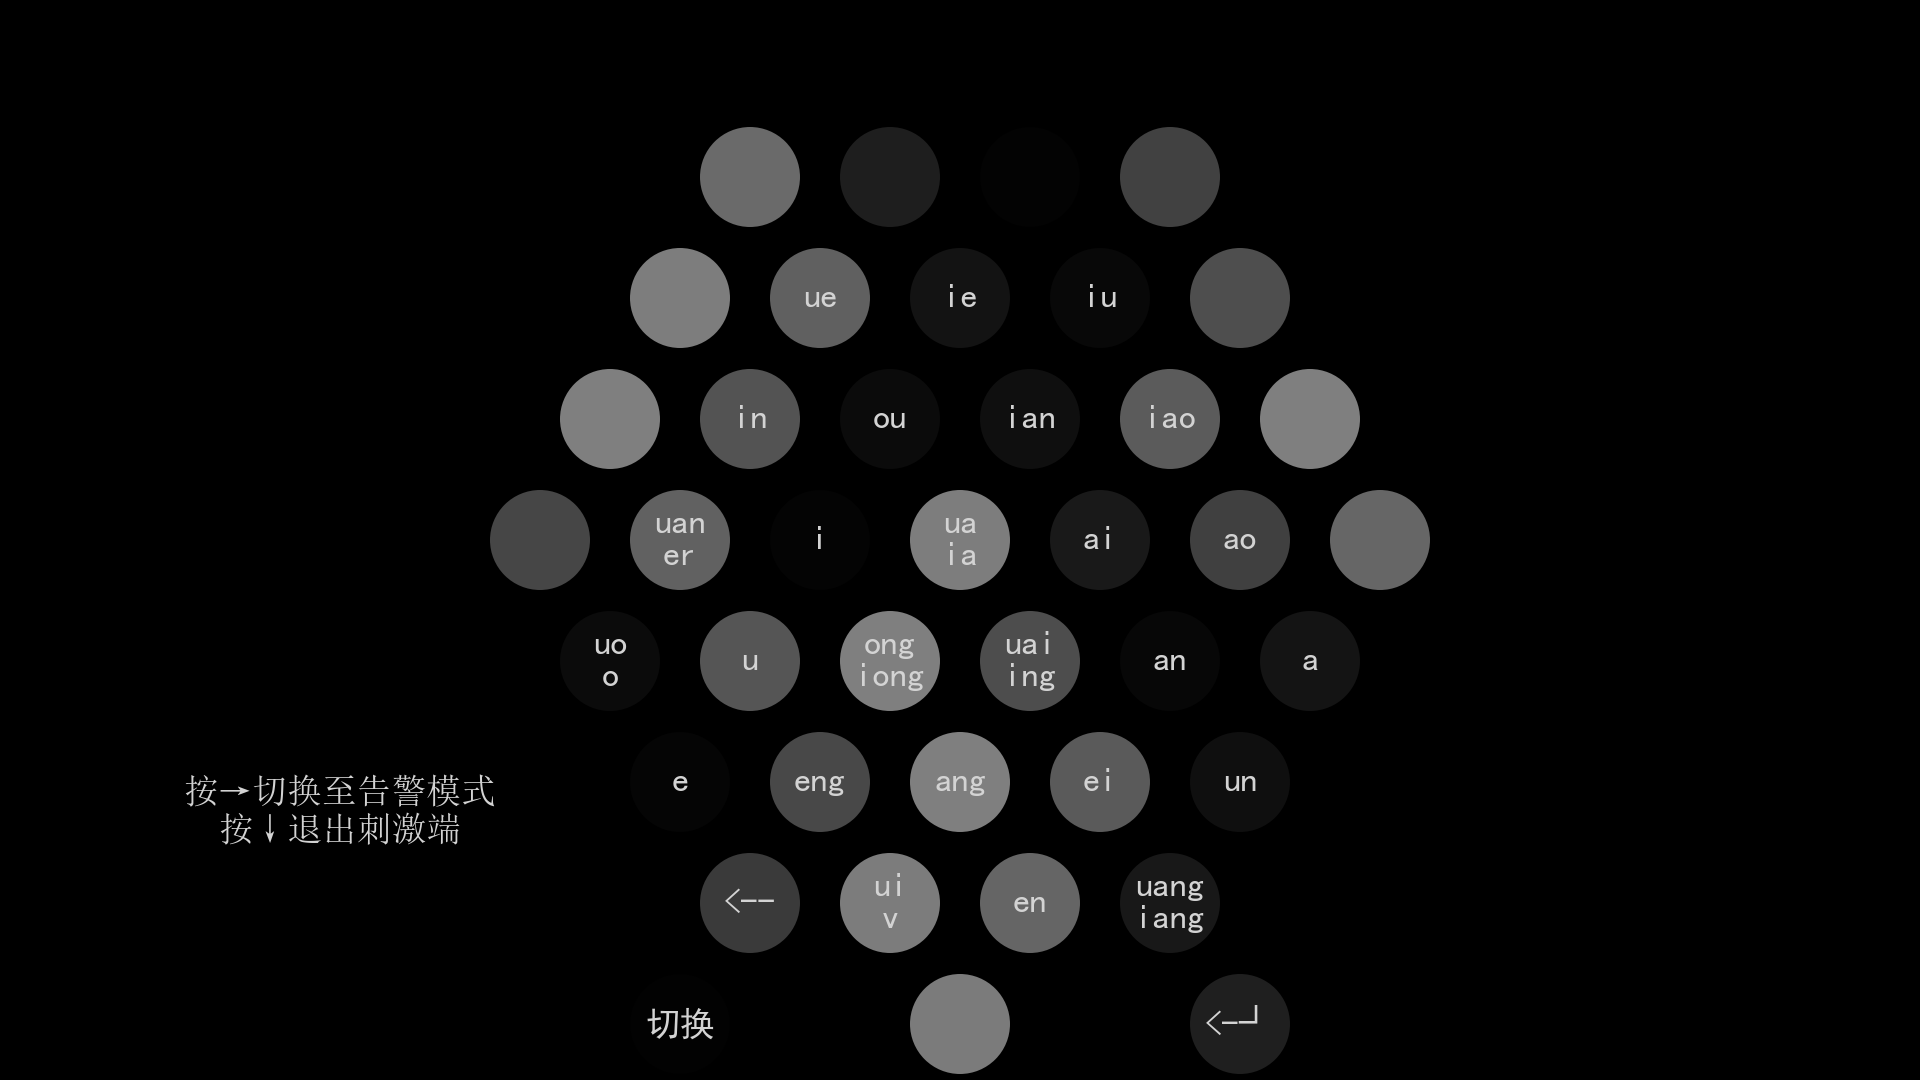 ue
ie
iu
in
ou
ian
iao
uan
er
i
ua
ia
ai
ao
uo
o
u
ong
iong
uai
ing
an
a
按→切换至告警模式
按↓退出刺激端
e
eng
ang
ei
un
<--
ui
v
en
uang
iang
切换
<-┘